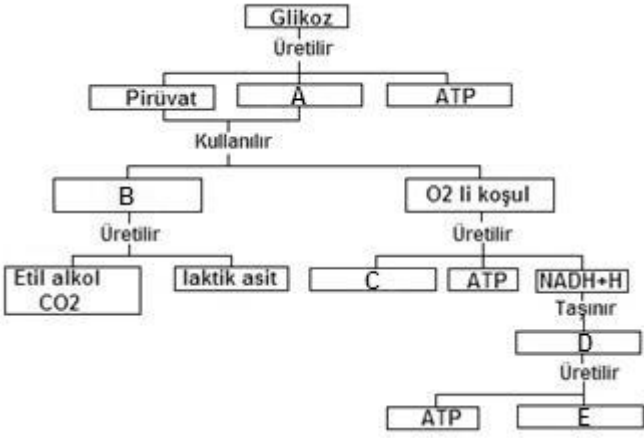 Glikoz
Üretilir
Pirüvat
A
ATP
Kullanılır
B
O2 li koşul
Üretilir
Üretilir
Etil alkol
CO2
laktik asit
C
ATP
NADH+H
Taşınır
D
Üretilir
ATP
E